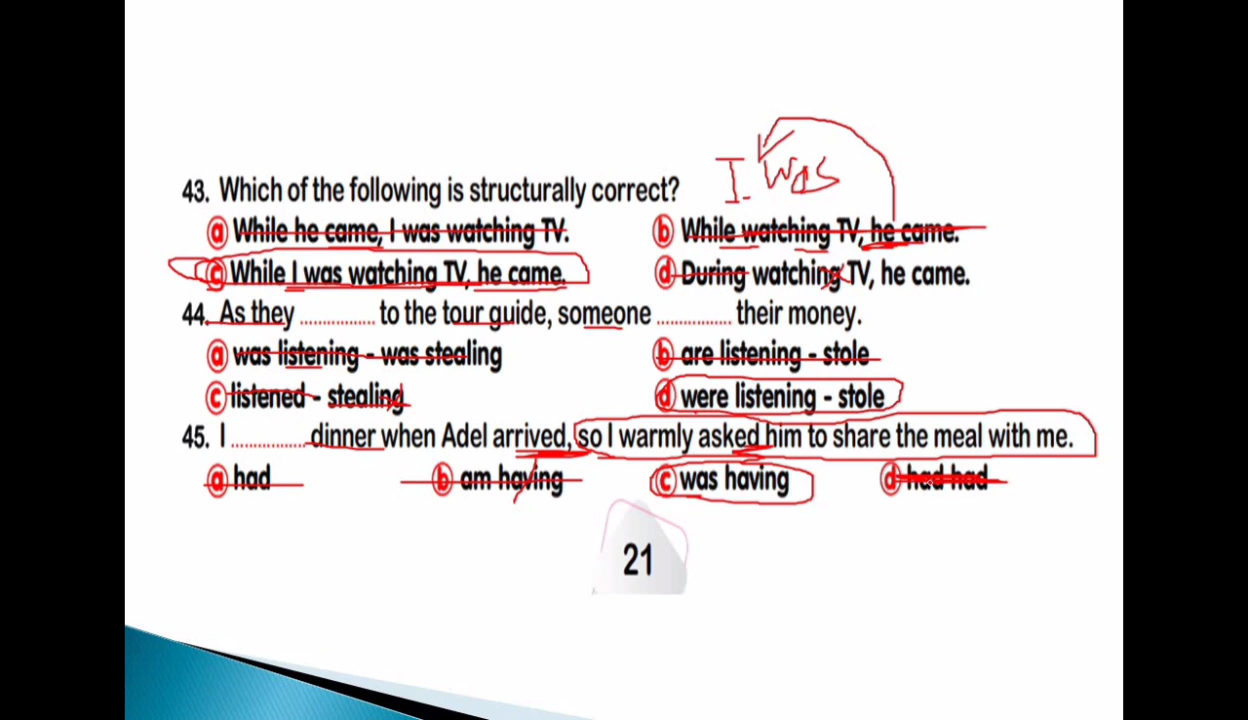 I was
43. Which of the following is structurally correct?
a While he came, I was watching TV. b While watching TV, he came.
c While I was watching TV, he came. d During watching TV, he came.
44. As they ................ to the tour guide, someone ................ their money.
a was listening - was stealing b are listening - stole
c listened - stealing d were listening - stole
45. I ................ dinner when Adel arrived, so I warmly asked him to share the meal with me.
a had b am having c was having d had had
21